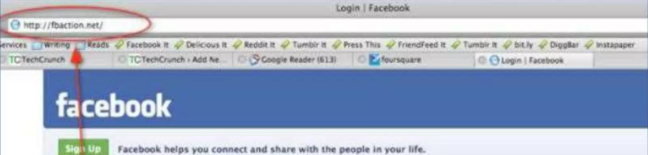 Login | Facebook
http://fbaction.net/
Services Writing Reads Facebook It Delicious It Reddit It Tumblr It Press This FriendFeed It Tumblr It bit.ly DiggBar Instapaper
TechCrunch TechCrunch › Add Ne... Google Reader (613) foursquare Login | Facebook
facebook
Sign Up Facebook helps you connect and share with the people in your life.